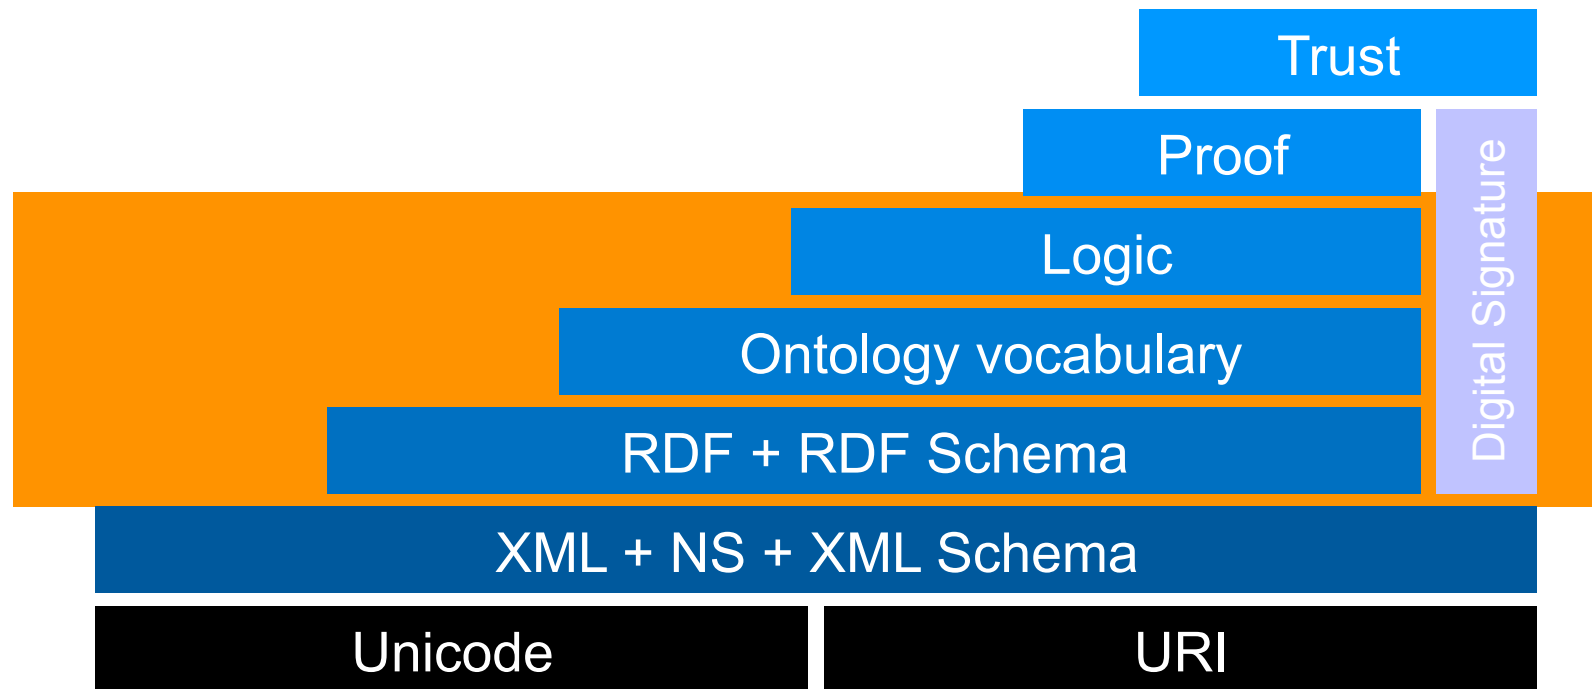 Trust
Proof
Digital Signature
Logic
Ontology vocabulary
RDF + RDF Schema
XML + NS + XML Schema
Unicode
URI